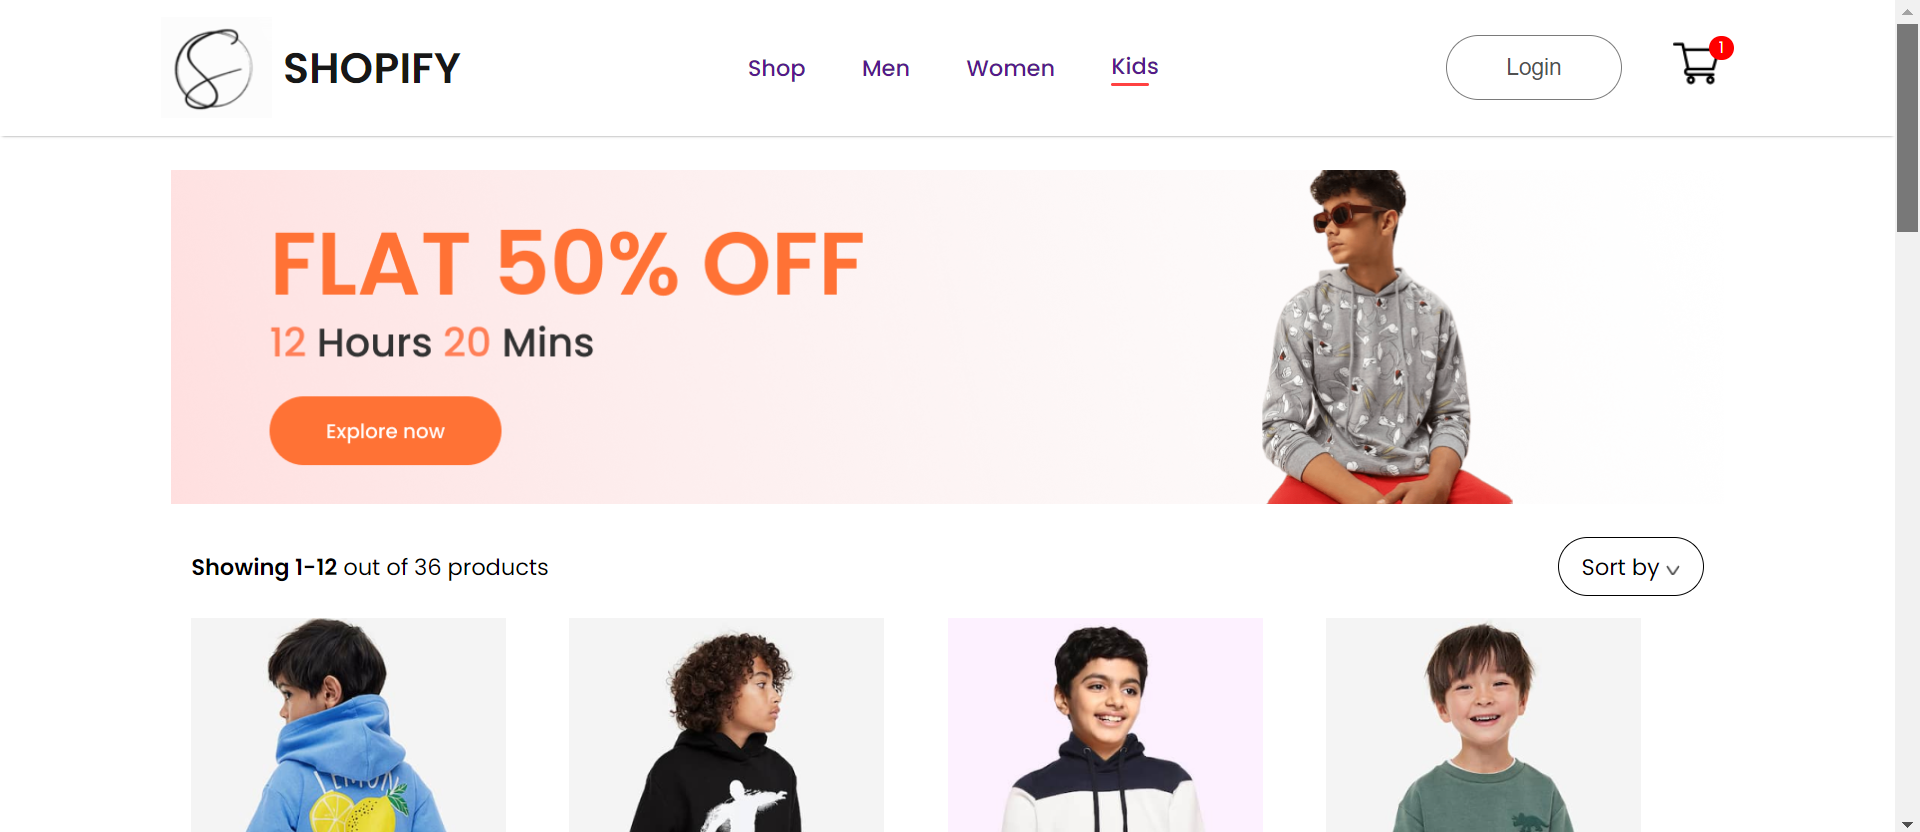 SHOPIFY
Shop Men Women Kids
Login
1
FLAT 50% OFF
12 Hours 20 Mins
Explore now
Showing 1-12 out of 36 products
Sort by
LEMON